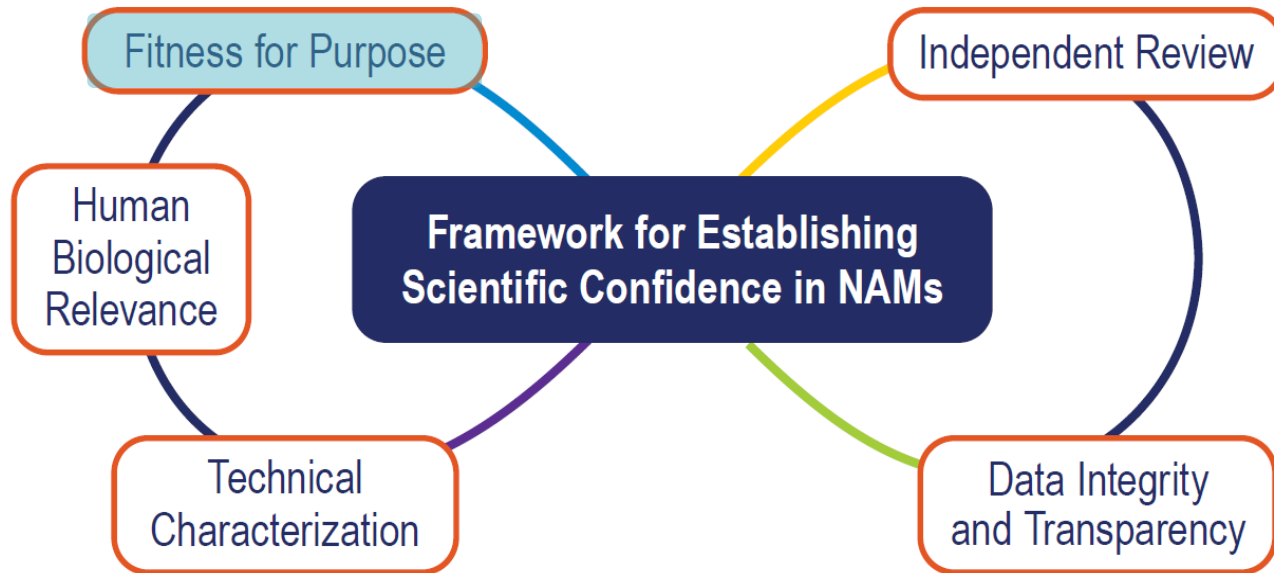 Fitness for Purpose
Independent Review
Human
Biological
Relevance
Framework for Establishing
Scientific Confidence in NAMs
Technical
Characterization
Data Integrity
and Transparency